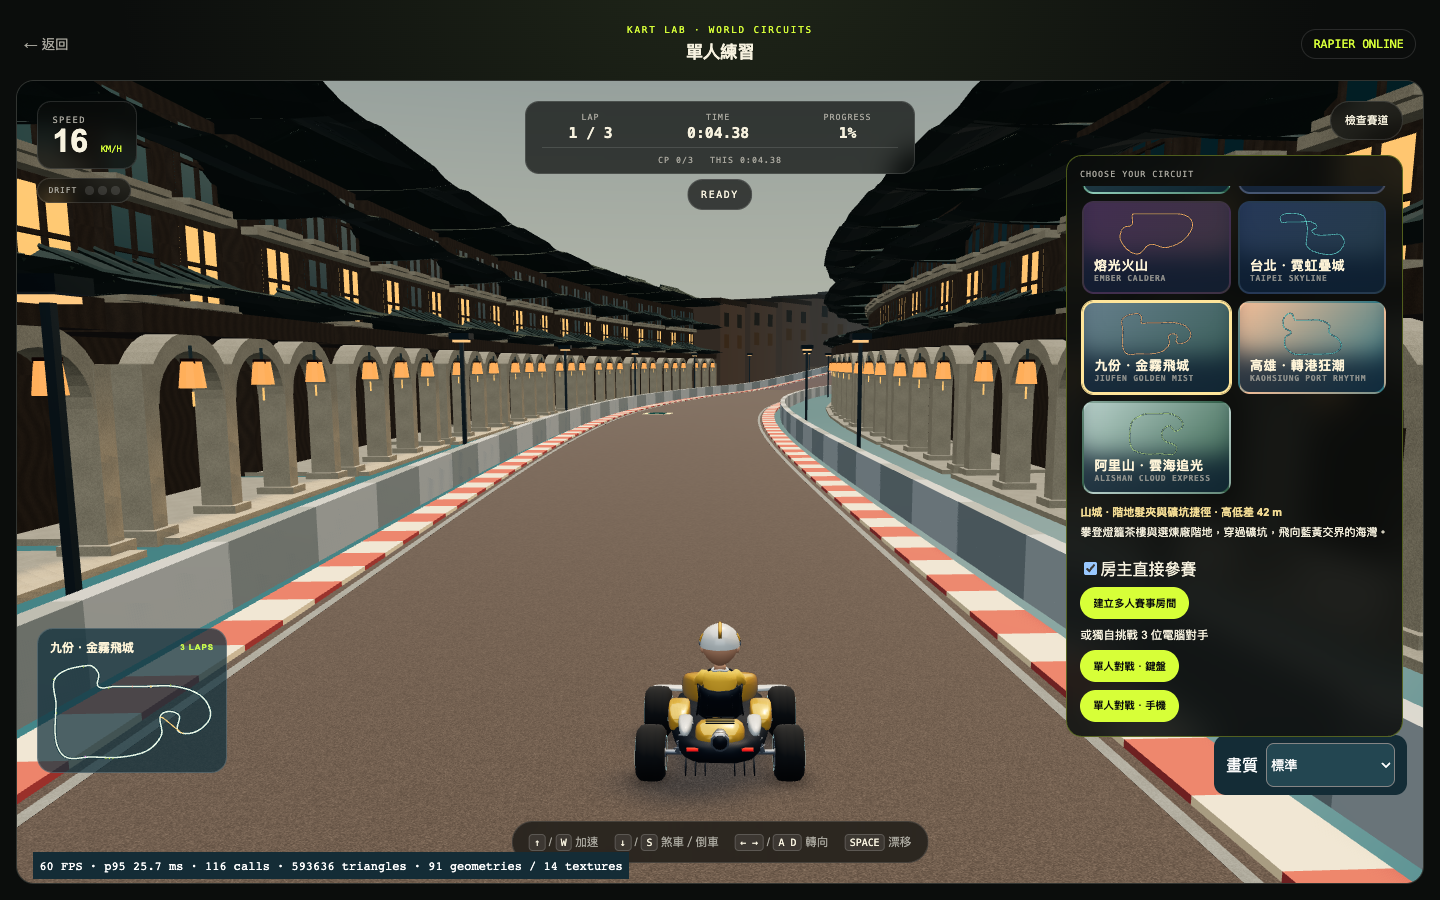 ← 返回
KART LAB · WORLD CIRCUITS
單人練習
RAPIER ONLINE
SPEED
16 KM/H
DRIFT
LAP TIME PROGRESS
1 / 3 0:04.38 1%
CP 0/3 THIS 0:04.38
READY
檢查賽道
CHOOSE YOUR CIRCUIT
熔光火山
EMBER CALDERA
台北 · 霓虹疊城
TAIPEI SKYLINE
九份 · 金霧飛城
JIUFEN GOLDEN MIST
高雄 · 轉港狂潮
KAOHSIUNG PORT RHYTHM
阿里山 · 雲海追光
ALISHAN CLOUD EXPRESS
山城 · 階地髮夾與礦坑捷徑 · 高低差 42 m
攀登燈籠茶樓與選煉廠階地，穿過礦坑，飛向藍黃交界的海灣。
房主直接參賽
建立多人賽事房間
或獨自挑戰 3 位電腦對手
單人對戰 · 鍵盤
單人對戰 · 手機
畫質 標準
九份 · 金霧飛城 3 LAPS
↑ / W 加速 ↓ / S 煞車 / 倒車 ← → / A D 轉向 SPACE 漂移
60 FPS · p95 25.7 ms · 116 calls · 593636 triangles · 91 geometries / 14 textures